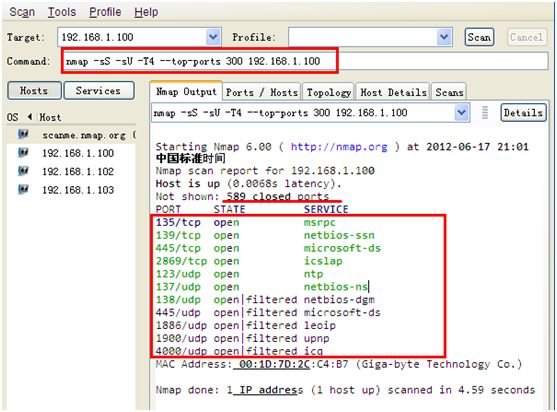 Scan Tools Profile Help
Target: 192.168.1.100 Profile: Scan Cancel
Command: nmap -sS -sU -T4 --top-ports 300 192.168.1.100
Hosts Services
OS Host
scanme.nmap.org (
192.168.1.100
192.168.1.102
192.168.1.103
Nmap Output Ports / Hosts Topology Host Details Scans
nmap -sS -sU -T4 --top-ports 300 192.168.1.100 Details
Starting Nmap 6.00 ( http://nmap.org ) at 2012-06-17 21:01
中国标准时间
Nmap scan report for 192.168.1.100
Host is up (0.0068s latency).
Not shown: 589 closed ports
PORT STATE SERVICE
135/tcp open msrpc
139/tcp open netbios-ssn
445/tcp open microsoft-ds
2869/tcp open icslap
123/udp open ntp
137/udp open netbios-ns
138/udp open|filtered netbios-dgm
445/udp open|filtered microsoft-ds
1886/udp open|filtered leoip
1900/udp open|filtered upnp
4000/udp open|filtered icq
MAC Address: 00:1D:7D:2C:C4:B7 (Giga-byte Technology Co.)
Nmap done: 1 IP address (1 host up) scanned in 4.59 seconds